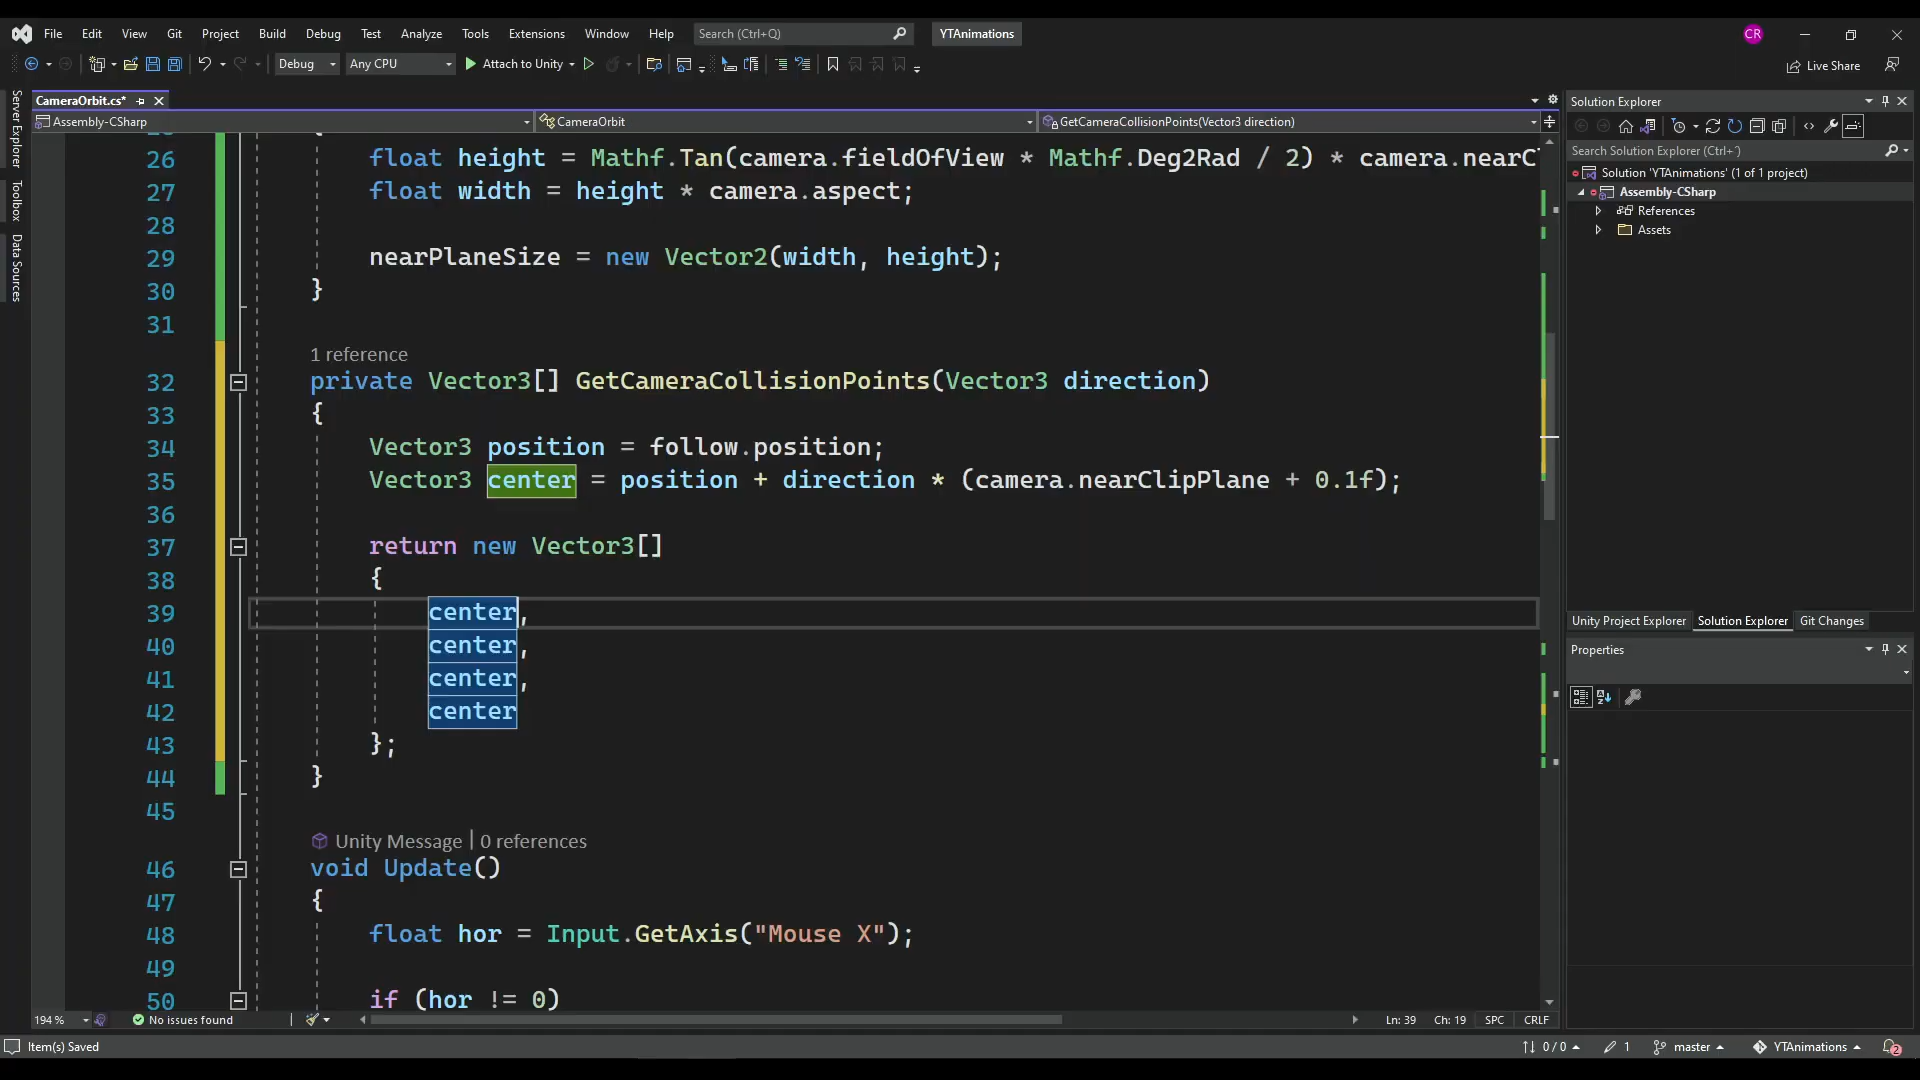 File Edit View Git Project Build Debug Test Analyze Tools Extensions Window Help Search (Ctrl+Q) YTAnimations CR
Debug Any CPU Attach to Unity Live Share
CameraOrbit.cs*
Assembly-CSharp CameraOrbit GetCameraCollisionPoints(Vector3 direction)
Server Explorer
Toolbox
Data Sources
26 float height = Mathf.Tan(camera.fieldOfView * Mathf.Deg2Rad / 2) * camera.nearC
27 float width = height * camera.aspect;
28
29 nearPlaneSize = new Vector2(width, height);
30 }
31
1 reference
32 private Vector3[] GetCameraCollisionPoints(Vector3 direction)
33 {
34 Vector3 position = follow.position;
35 Vector3 center = position + direction * (camera.nearClipPlane + 0.1f);
36
37 return new Vector3[]
38 {
39 center,
40 center,
41 center,
42 center
43 };
44 }
45
Unity Message | 0 references
46 void Update()
47 {
48 float hor = Input.GetAxis("Mouse X");
49
50 if (hor != 0)
194 % No issues found Ln: 39 Ch: 19 SPC CRLF
Solution Explorer
Search Solution Explorer (Ctrl+¨)
Solution 'YTAnimations' (1 of 1 project)
Assembly-CSharp
References
Assets
Unity Project Explorer Solution Explorer Git Changes
Properties
Item(s) Saved 0 / 0 1 master YTAnimations 2